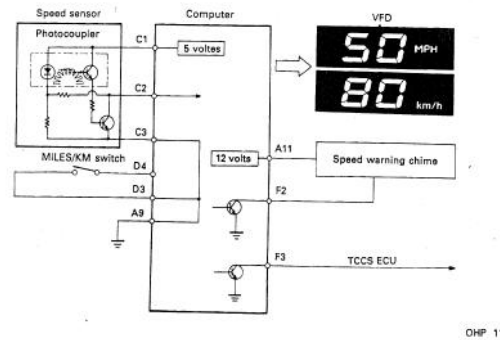 Speed sensor
Computer
VFD
Photocoupler
C1
5 voltes
50 MPH
C2
80 km/h
C3
MILES/KM switch
12 volts
A11
Speed warning chime
D4
D3
F2
A9
F3
TCCS ECU
OHP 1